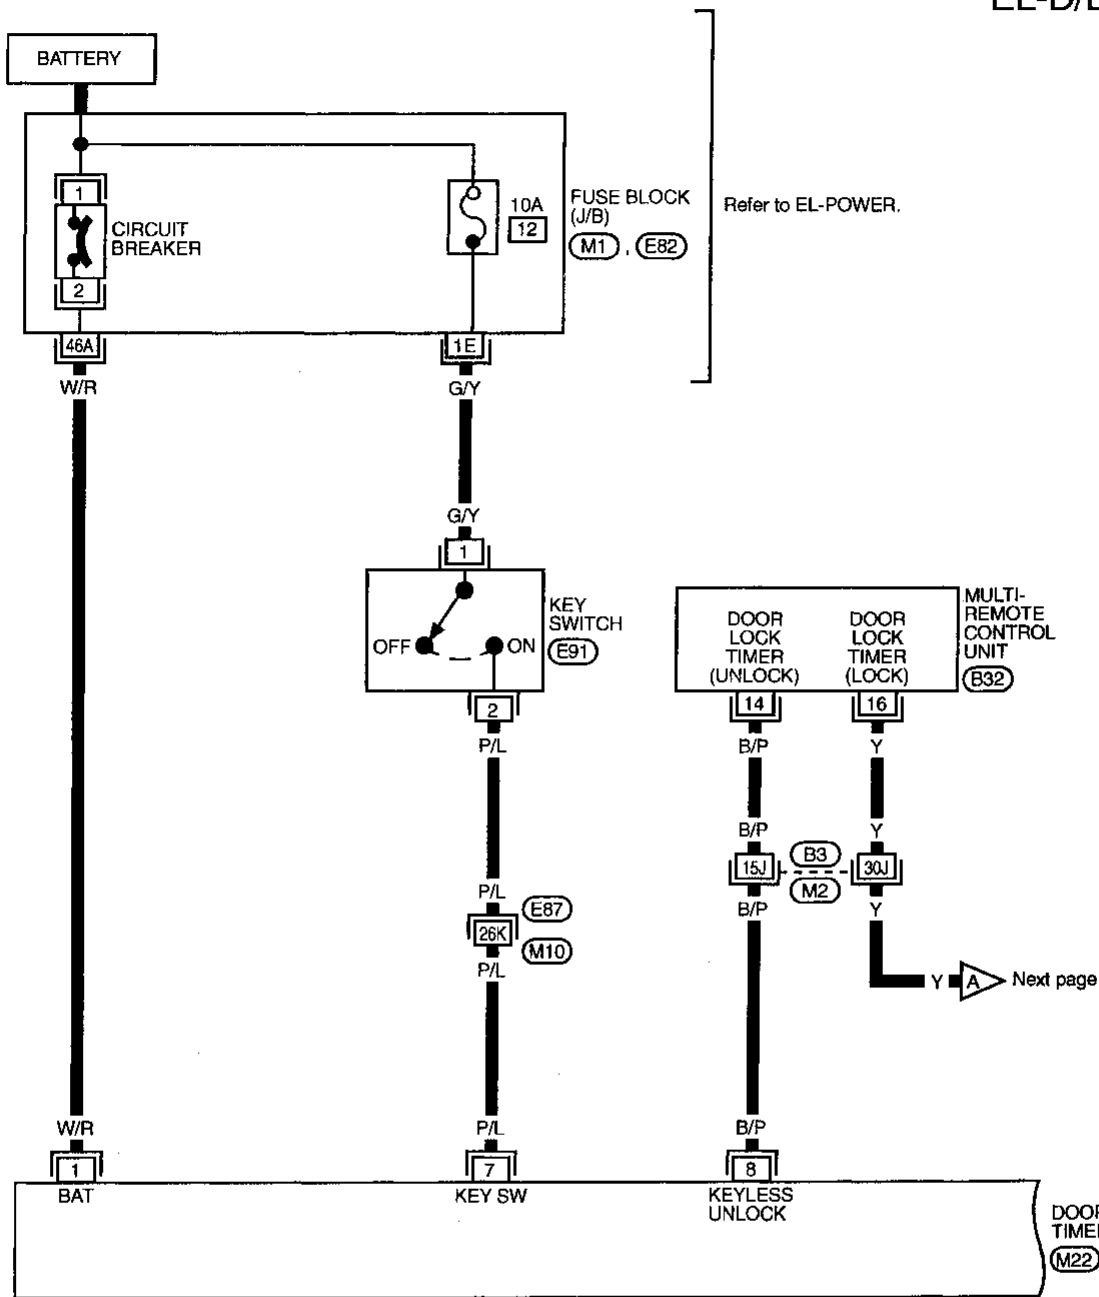 BATTERY
1
CIRCUIT
BREAKER
2
10A
12
FUSE BLOCK
(J/B)
M1 , E82
Refer to EL-POWER.
46A
1E
W/R
G/Y
G/Y
1
OFF
ON
KEY
SWITCH
E91
2
P/L
DOOR
LOCK
TIMER
(UNLOCK)
DOOR
LOCK
TIMER
(LOCK)
MULTI-
REMOTE
CONTROL
UNIT
B32
14
16
B/P
Y
B/P
Y
15J
B3
M2
30J
B/P
Y
P/L
E87
26K
M10
P/L
Y
A
Next page
W/R
P/L
B/P
1
7
8
BAT
KEY SW
KEYLESS
UNLOCK
TIMER
M22